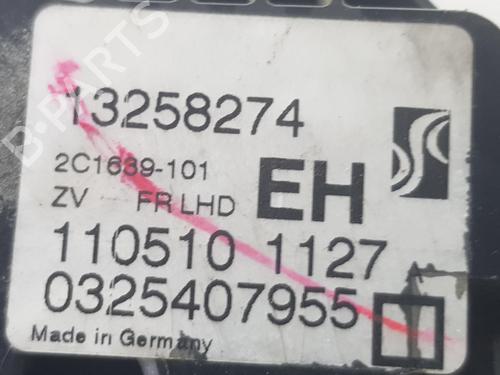 13258274
2C1639-101
ZV FR LHD EH
110510 1127
0325407955
Made in Germany
B-PARTS